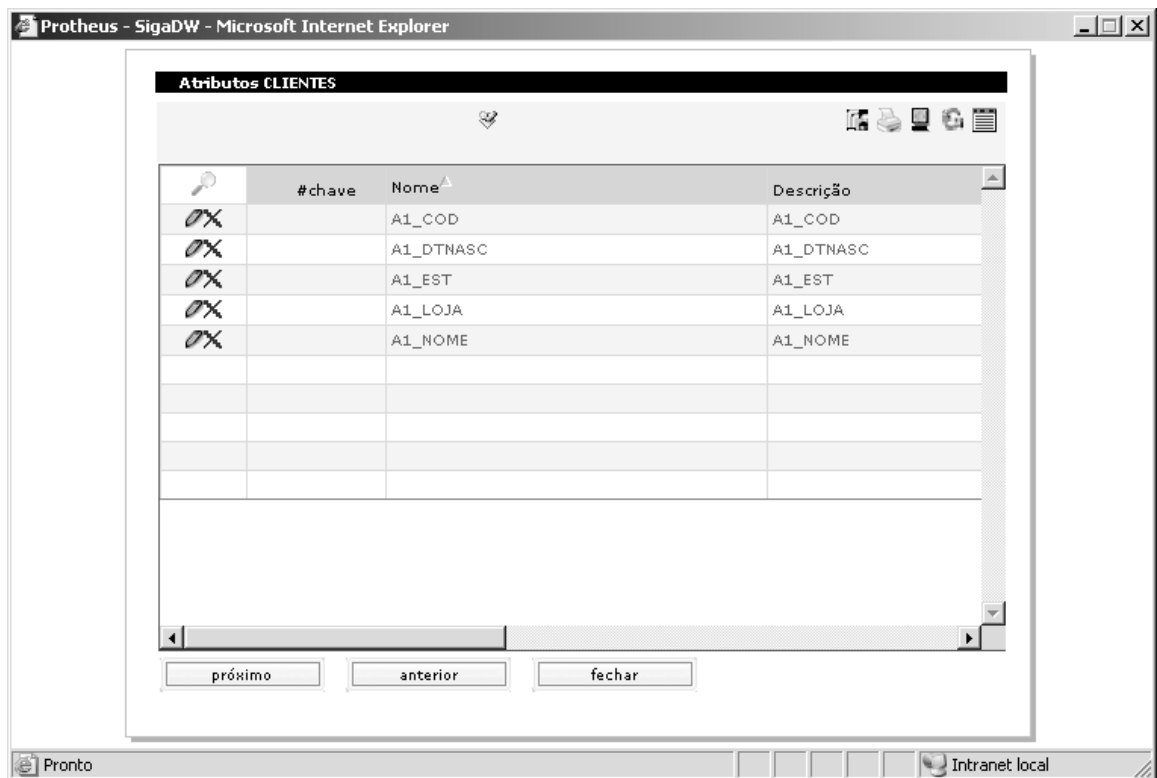 Protheus - SigaDW - Microsoft Internet Explorer
Atributos CLIENTES
#chave Nome Descrição
A1_COD A1_COD
A1_DTNASC A1_DTNASC
A1_EST A1_EST
A1_LOJA A1_LOJA
A1_NOME A1_NOME
próximo anterior fechar
Pronto Intranet local